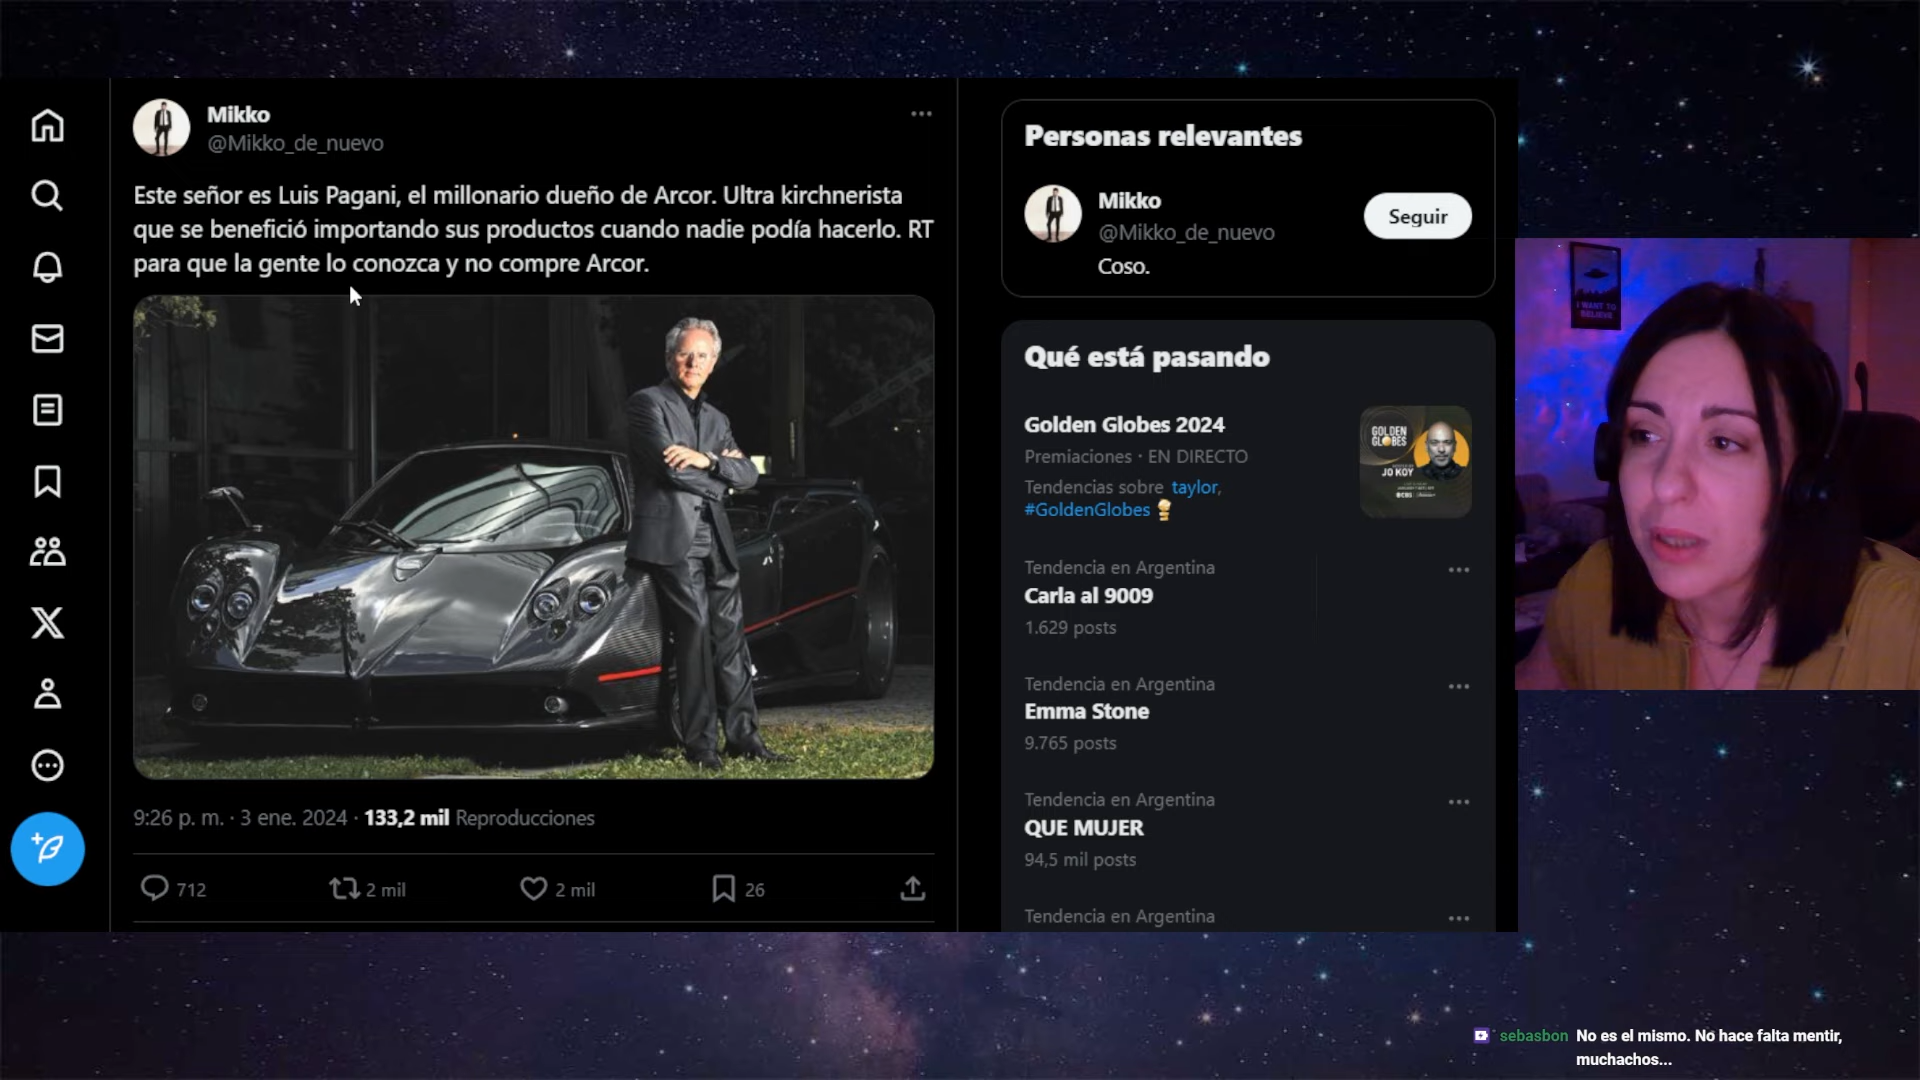 Mikko
@Mikko_de_nuevo
Este señor es Luis Pagani, el millonario dueño de Arcor. Ultra kirchnerista
que se benefició importando sus productos cuando nadie podía hacerlo. RT
para que la gente lo conozca y no compre Arcor.
9:26 p. m. · 3 ene. 2024 · 133,2 mil Reproducciones
712
2 mil
2 mil
26
Personas relevantes
Mikko
@Mikko_de_nuevo
Coso.
Seguir
Qué está pasando
Golden Globes 2024
Premiaciones · EN DIRECTO
Tendencias sobre taylor,
#GoldenGlobes
GOLDEN
GLOBES
JO KOY
Tendencia en Argentina
Carla al 9009
1.629 posts
Tendencia en Argentina
Emma Stone
9.765 posts
Tendencia en Argentina
QUE MUJER
94,5 mil posts
Tendencia en Argentina
I WANT TO
BELIEVE
sebasbon No es el mismo. No hace falta mentir,
muchachos...